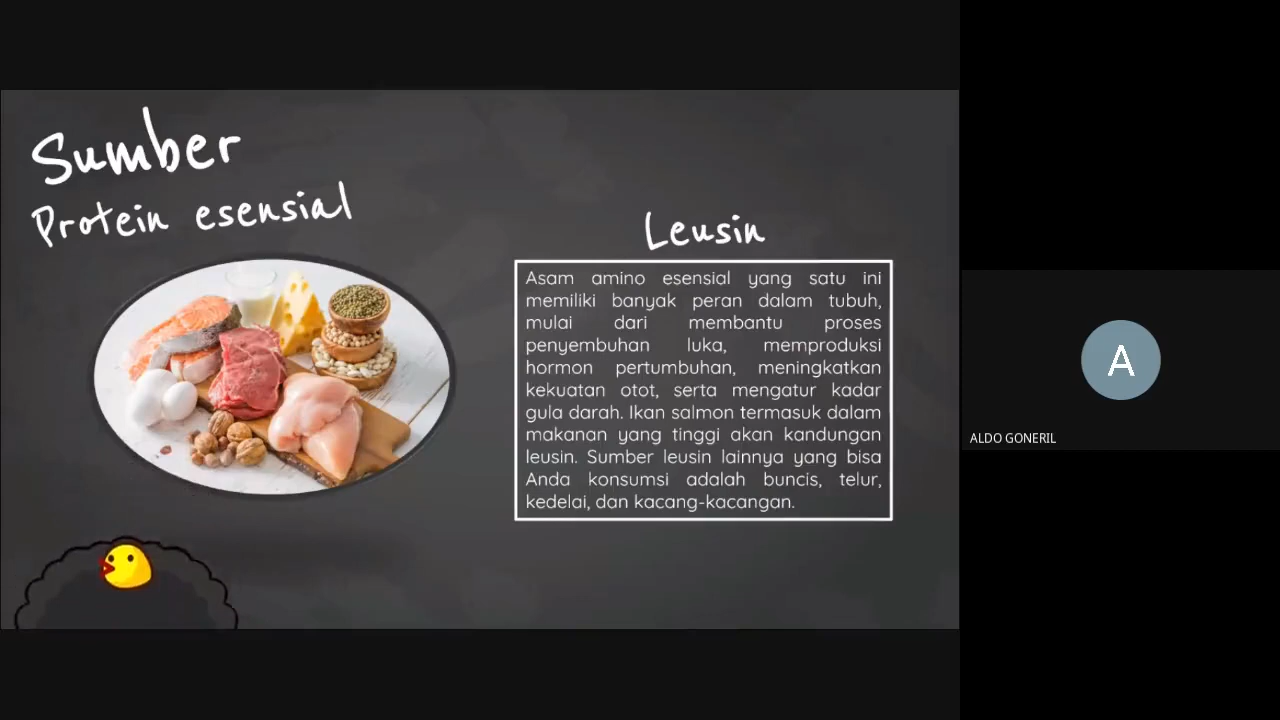 Sumber
Protein esensial
Leusin
Asam amino esensial yang satu ini
memiliki banyak peran dalam tubuh,
mulai dari membantu proses
penyembuhan luka, memproduksi
hormon pertumbuhan, meningkatkan
kekuatan otot, serta mengatur kadar
gula darah. Ikan salmon termasuk dalam
makanan yang tinggi akan kandungan
leusin. Sumber leusin lainnya yang bisa
Anda konsumsi adalah buncis, telur,
kedelai, dan kacang-kacangan.
A
ALDO GONERIL